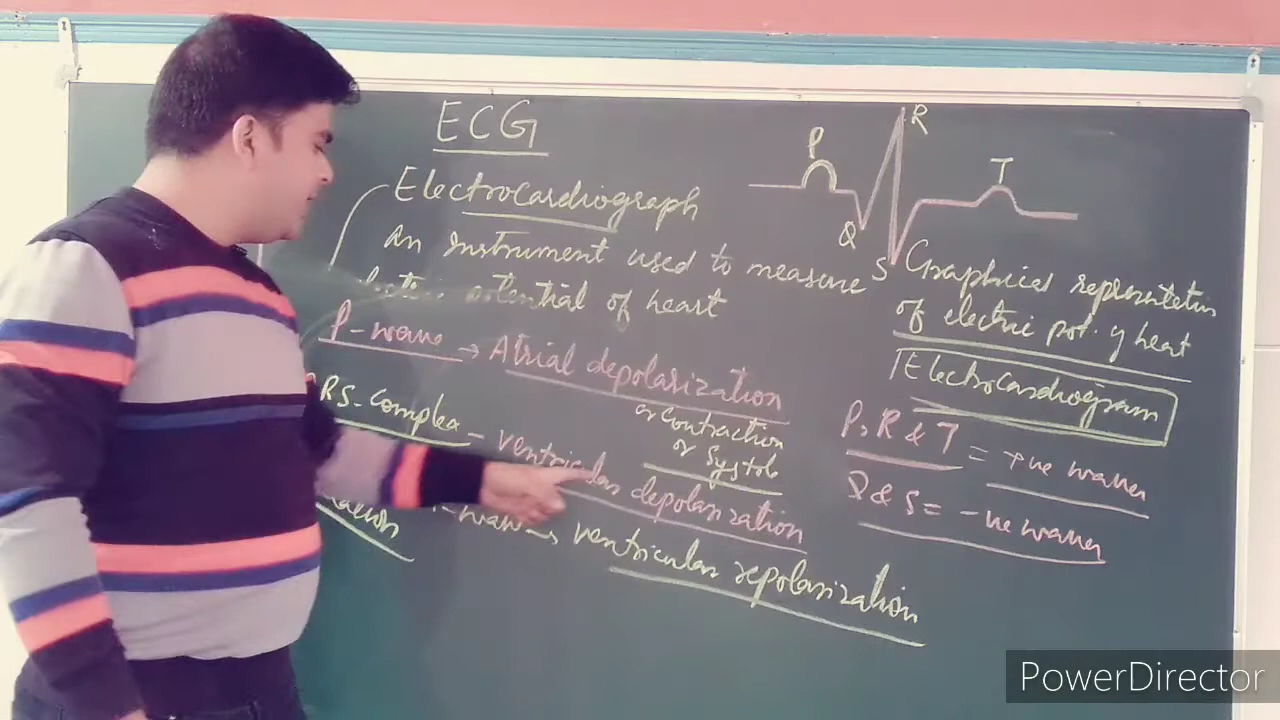 ECG
Electrocardiograph
An Instrument used to measure
potential of heart
P-wave → Atrial depolarization
or Contraction
or Systole
RS-Complex - ventricular depolarization
-wave → ventricular repolarization
P
R
Q
S
T
Graphical representation
of electric pot. of heart
Electrocardiogram
P, R & T = +ve waves
Q & S = -ve waves
PowerDirector